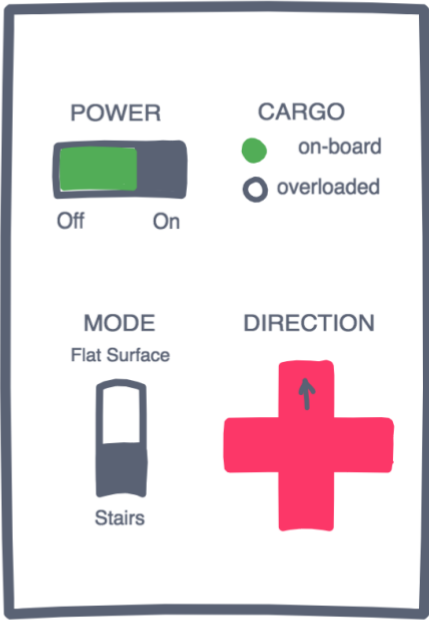 POWER
Off On
CARGO
on-board
overloaded
MODE
Flat Surface
Stairs
DIRECTION